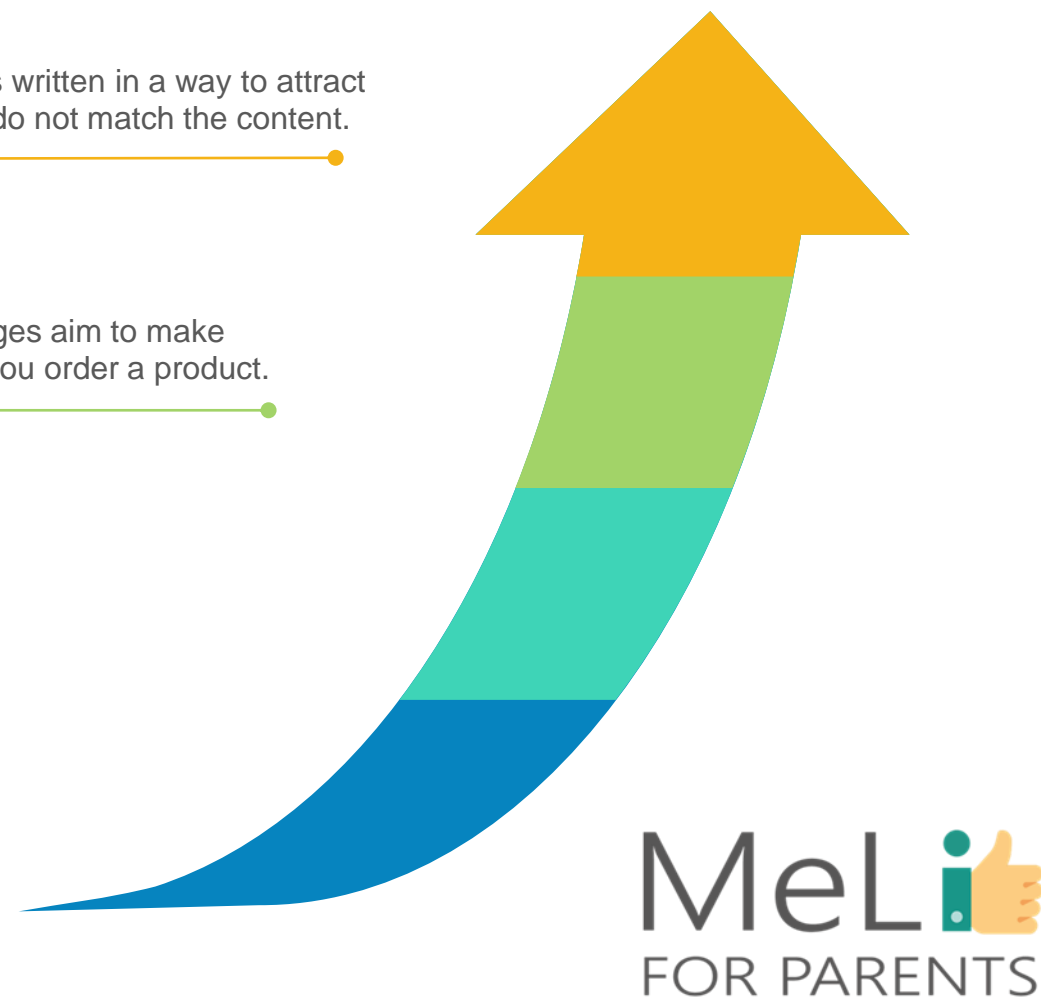 s written in a way to attract
do not match the content.
ges aim to make
ou order a product.
MeLi
FOR PARENTS